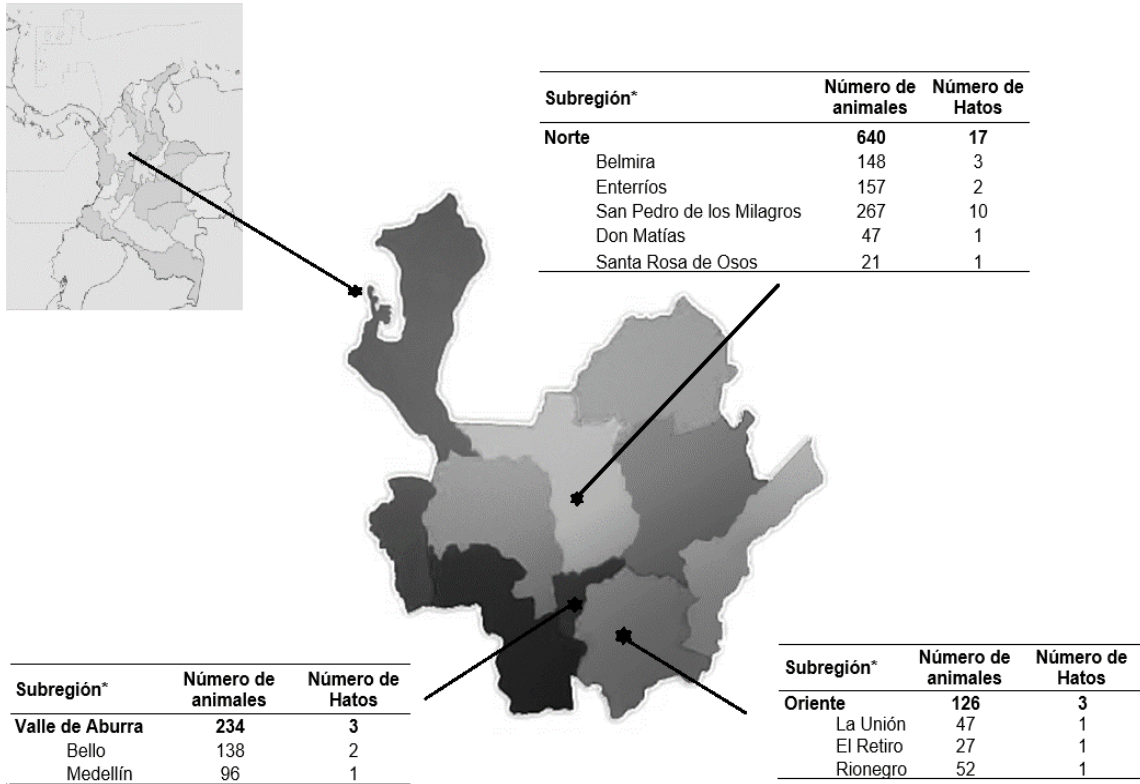 Subregión* Número de animales Número de Hatos
Norte 640 17
Belmira 148 3
Enterríos 157 2
San Pedro de los Milagros 267 10
Don Matías 47 1
Santa Rosa de Osos 21 1
Subregión* Número de animales Número de Hatos
Valle de Aburra 234 3
Bello 138 2
Medellín 96 1
Subregión* Número de animales Número de Hatos
Oriente 126 3
La Unión 47 1
El Retiro 27 1
Rionegro 52 1